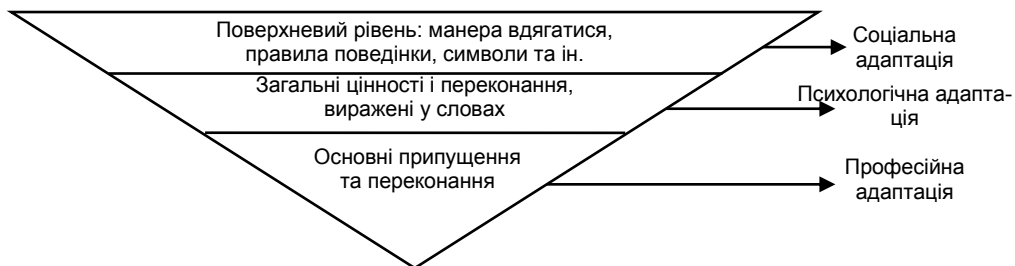 Поверхневий рівень: манера вдягатися,
правила поведінки, символи та ін.
Соціальна
адаптація
Загальні цінності і переконання,
виражені у словах
Психологічна адапта-
ція
Основні припущення
та переконання
Професійна
адаптація